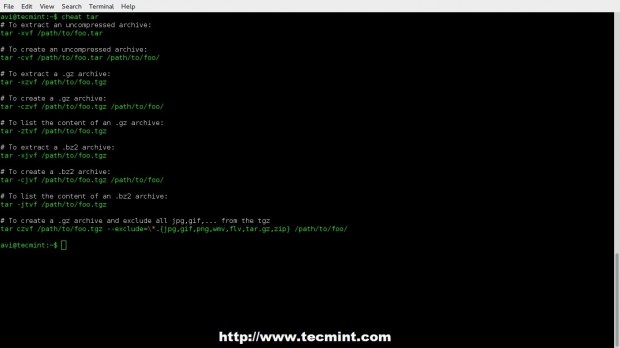 File Edit View Search Terminal Help
avi@tecmint:~$ cheat tar
# To extract an uncompressed archive:
tar -xvf /path/to/foo.tar
# To create an uncompressed archive:
tar -cvf /path/to/foo.tar /path/to/foo/
# To extract a .gz archive:
tar -xzvf /path/to/foo.tgz
# To create a .gz archive:
tar -czvf /path/to/foo.tgz /path/to/foo/
# To list the content of an .gz archive:
tar -ztvf /path/to/foo.tgz
# To extract a .bz2 archive:
tar -xjvf /path/to/foo.tgz
# To create a .bz2 archive:
tar -cjvf /path/to/foo.tgz /path/to/foo/
# To list the content of an .bz2 archive:
tar -jtvf /path/to/foo.tgz
# To create a .gz archive and exclude all jpg,gif,... from the tgz
tar czvf /path/to/foo.tgz --exclude=\*.{jpg,gif,png,wmv,flv,tar.gz,zip} /path/to/foo/
avi@tecmint:~$
http://www.tecmint.com